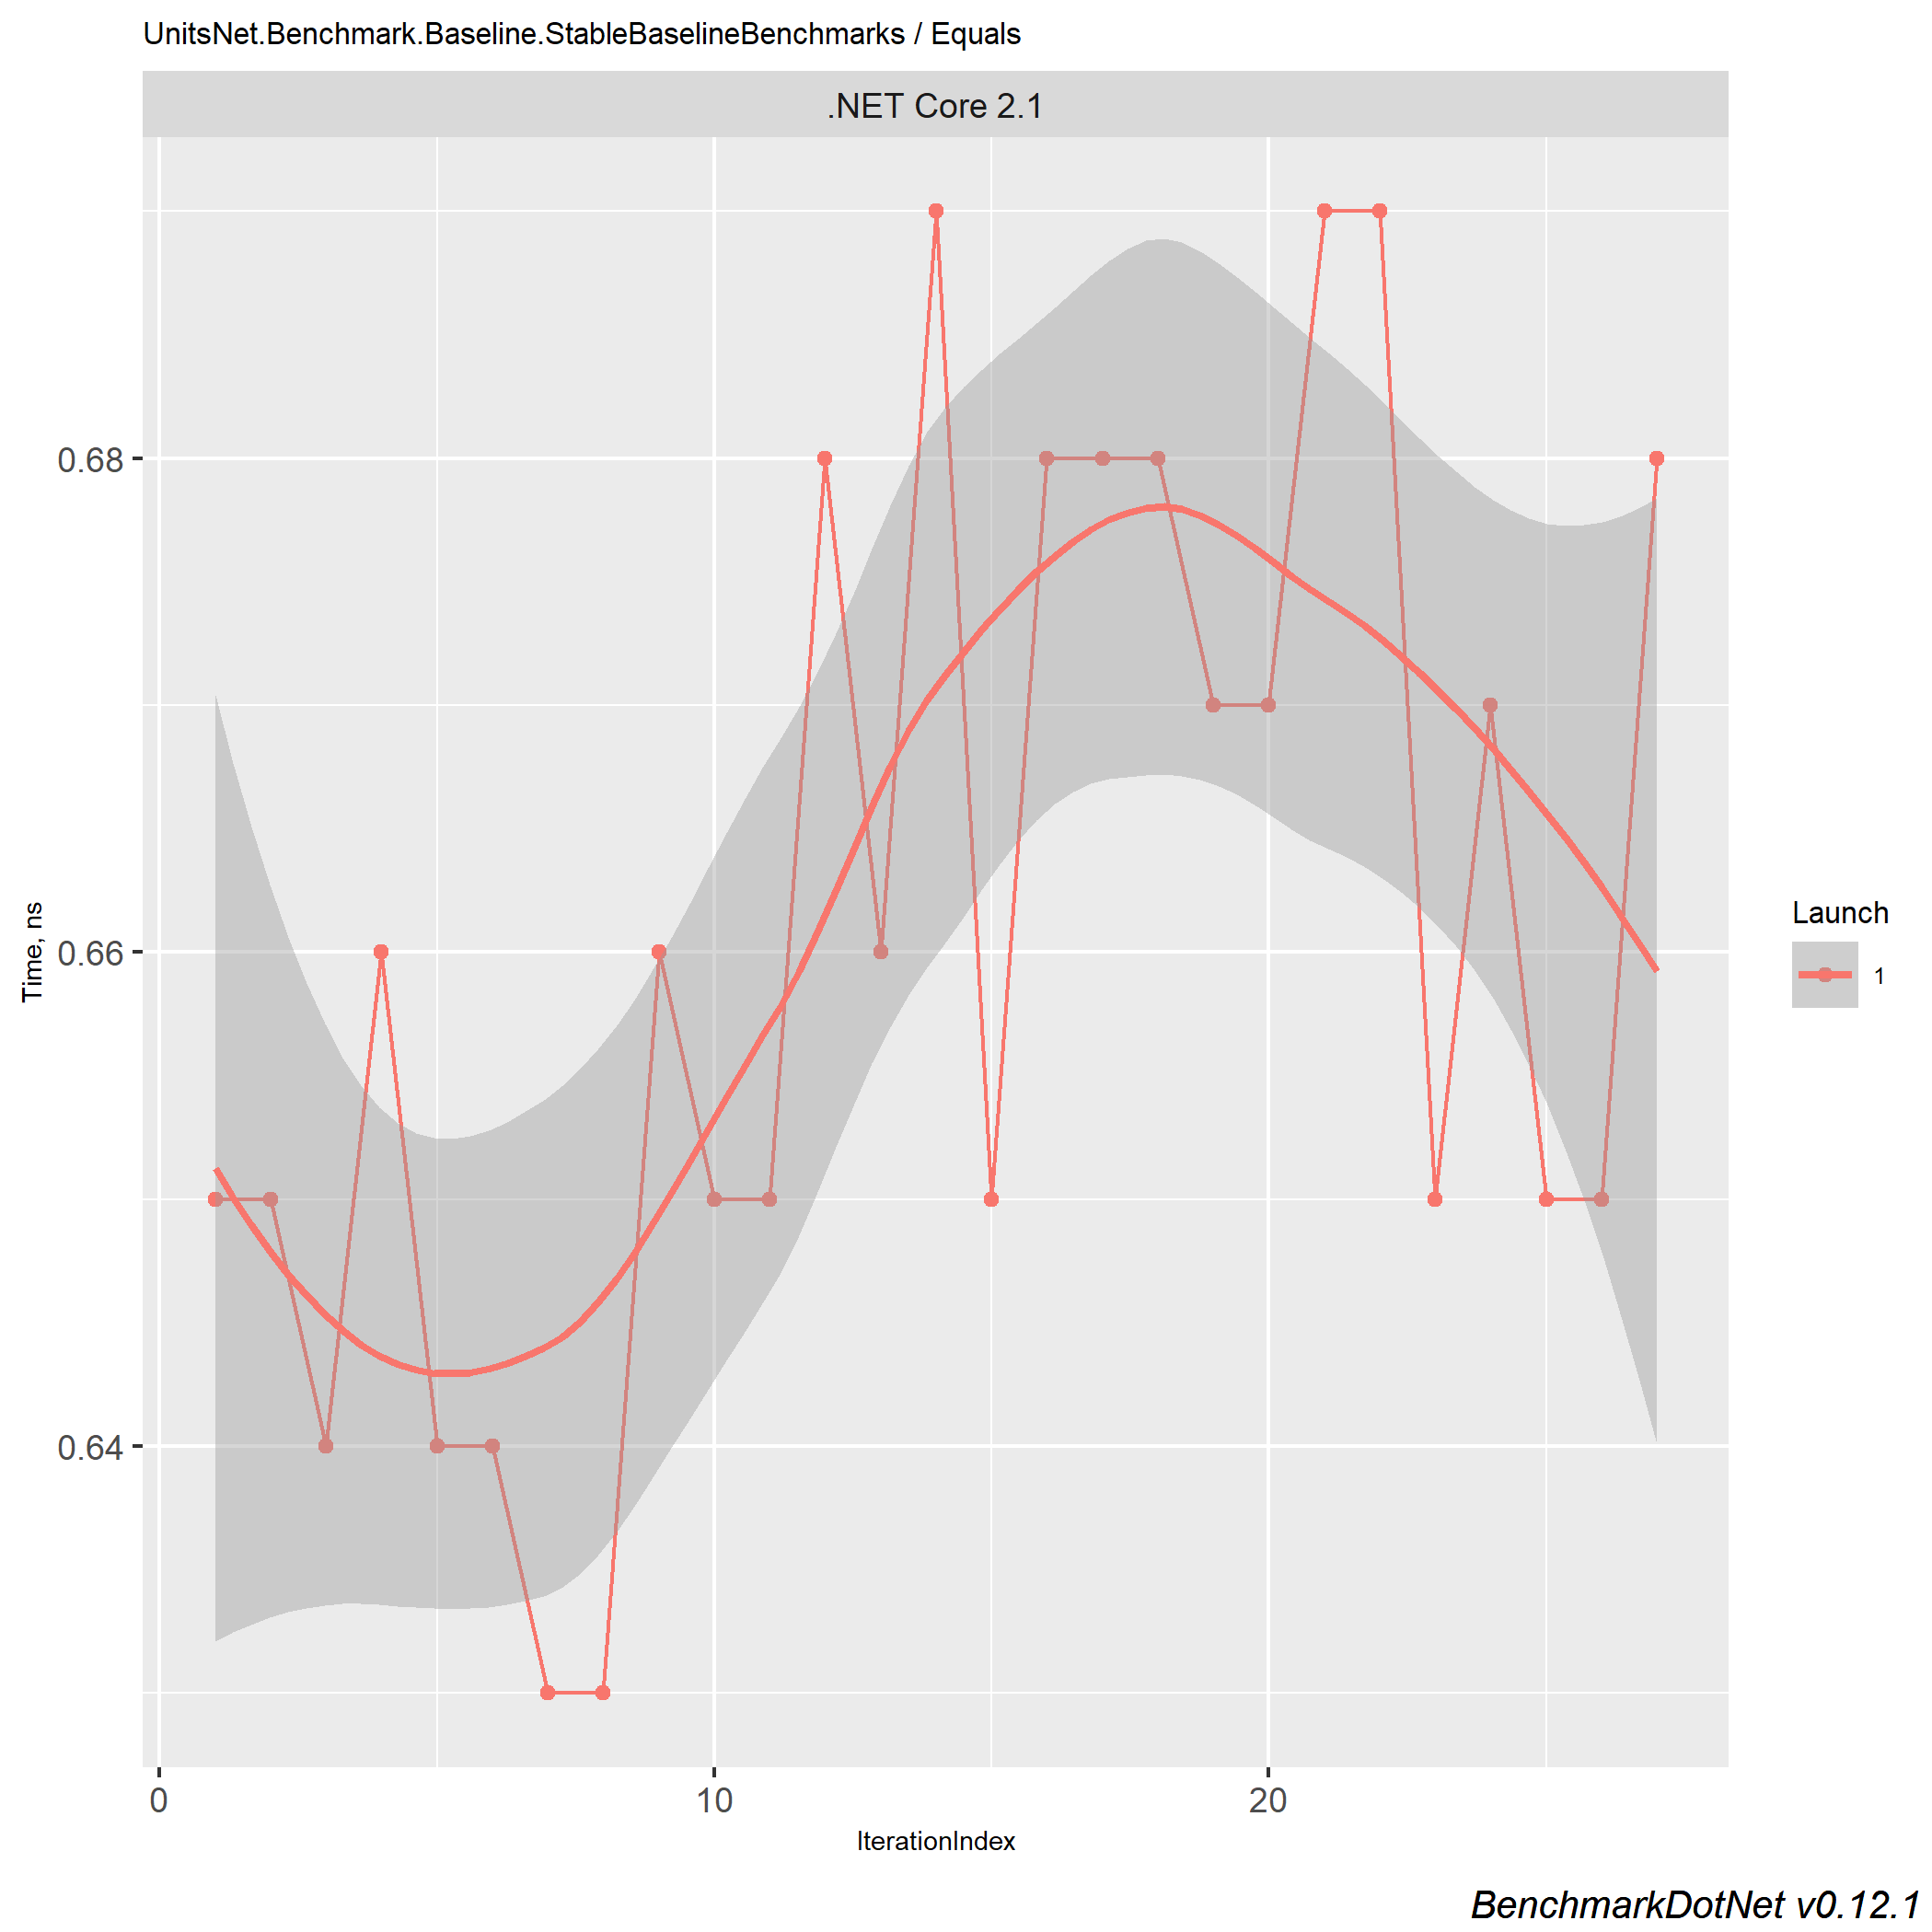 UnitsNet.Benchmark.Baseline.StableBaselineBenchmarks / Equals
.NET Core 2.1
0.68
0.66
0.64
Time, ns
0 10 20
IterationIndex
Launch
1
BenchmarkDotNet v0.12.1